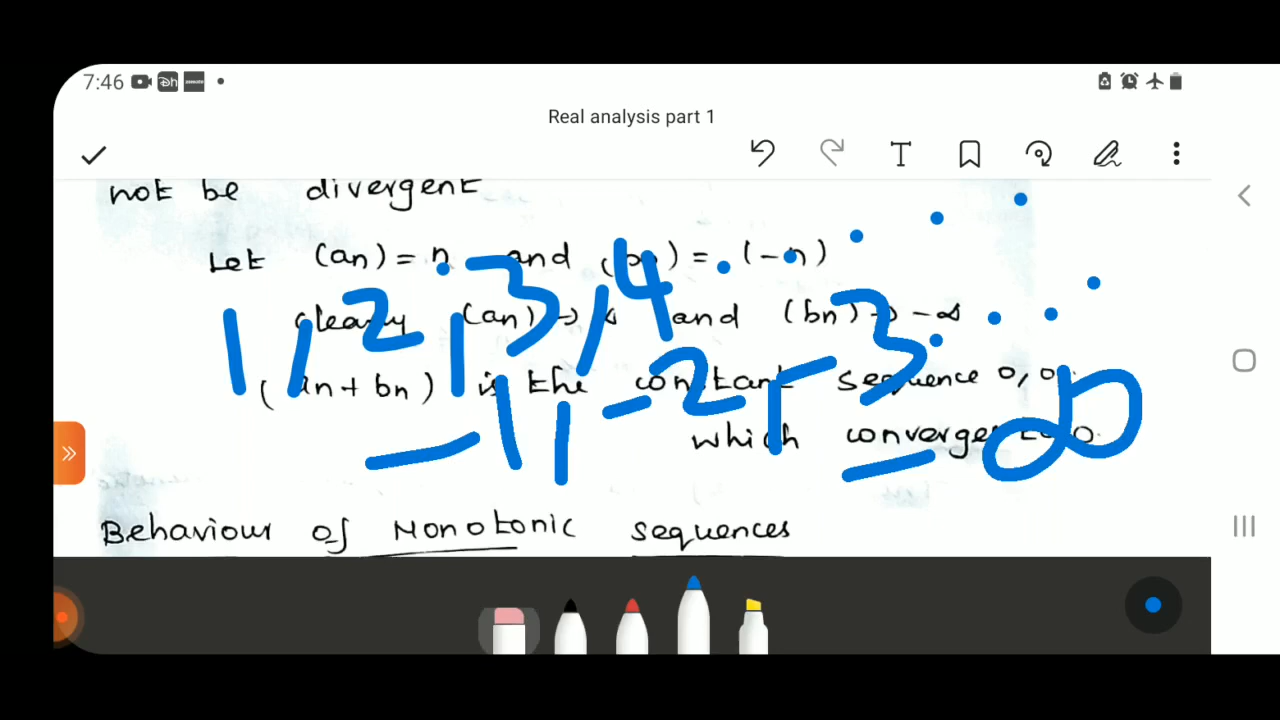 7:46 Dh
Real analysis part 1
T
not be divergent
Let (an) = n and (bn) = (-n)
clearly (an) → ∞ and (bn) → -∞
(an + bn) is the constant sequence 0, 0..
which converges to 0.
1, 2, 3, 4
-1, -2, -3 -∞
Behaviour of Monotonic sequences